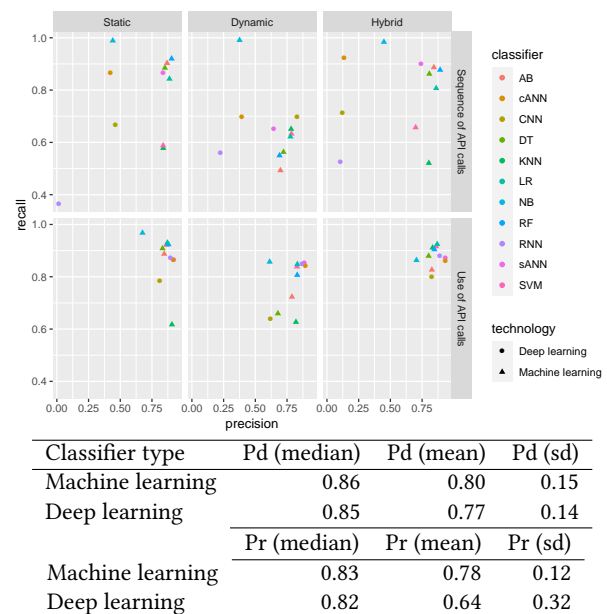 Static Dynamic Hybrid
1.0
0.8
0.6
0.4
Sequence of API calls
1.0
0.8
0.6
0.4
Use of API calls
recall
0.00 0.25 0.50 0.75 0.00 0.25 0.50 0.75 0.00 0.25 0.50 0.75
precision
classifier
AB
cANN
CNN
DT
KNN
LR
NB
RF
RNN
sANN
SVM
technology
Deep learning
Machine learning
Classifier type Pd (median) Pd (mean) Pd (sd)
Machine learning 0.86 0.80 0.15
Deep learning 0.85 0.77 0.14
Pr (median) Pr (mean) Pr (sd)
Machine learning 0.83 0.78 0.12
Deep learning 0.82 0.64 0.32